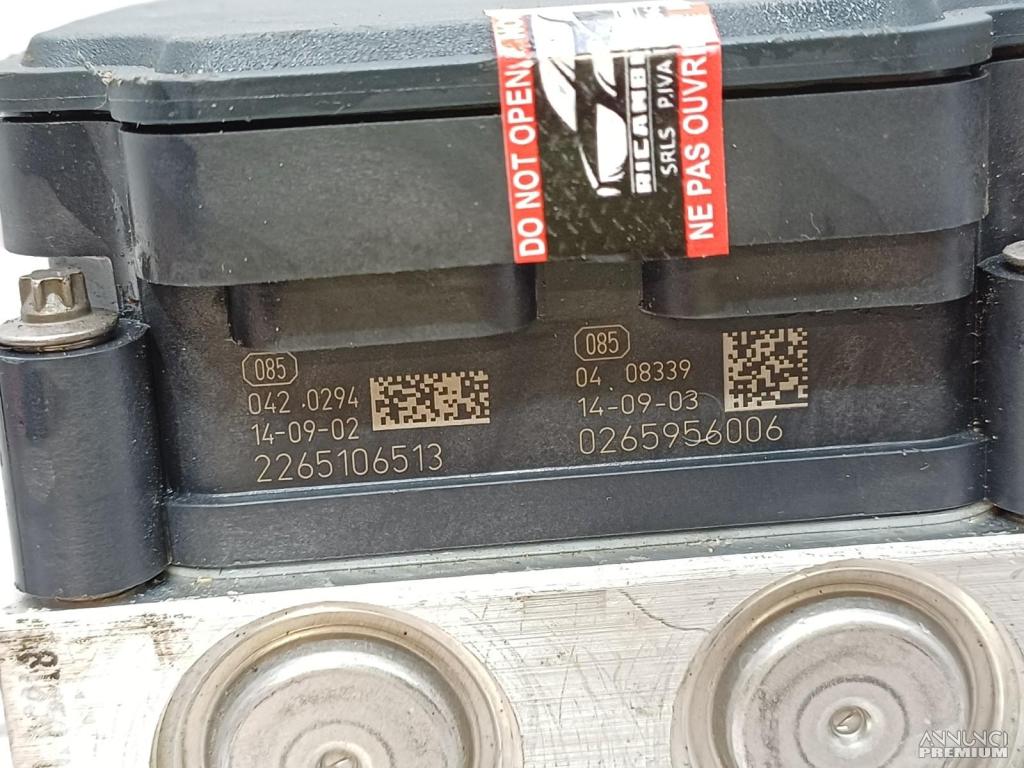 DO NOT OPEN
RICAMBI
SRLS P.IVA
NE PAS OUVRI
085
042 .0294
14-09-02
2265106513
085
04 08339
14-09-03
0265956006
ANNUNCI
PREMIUM